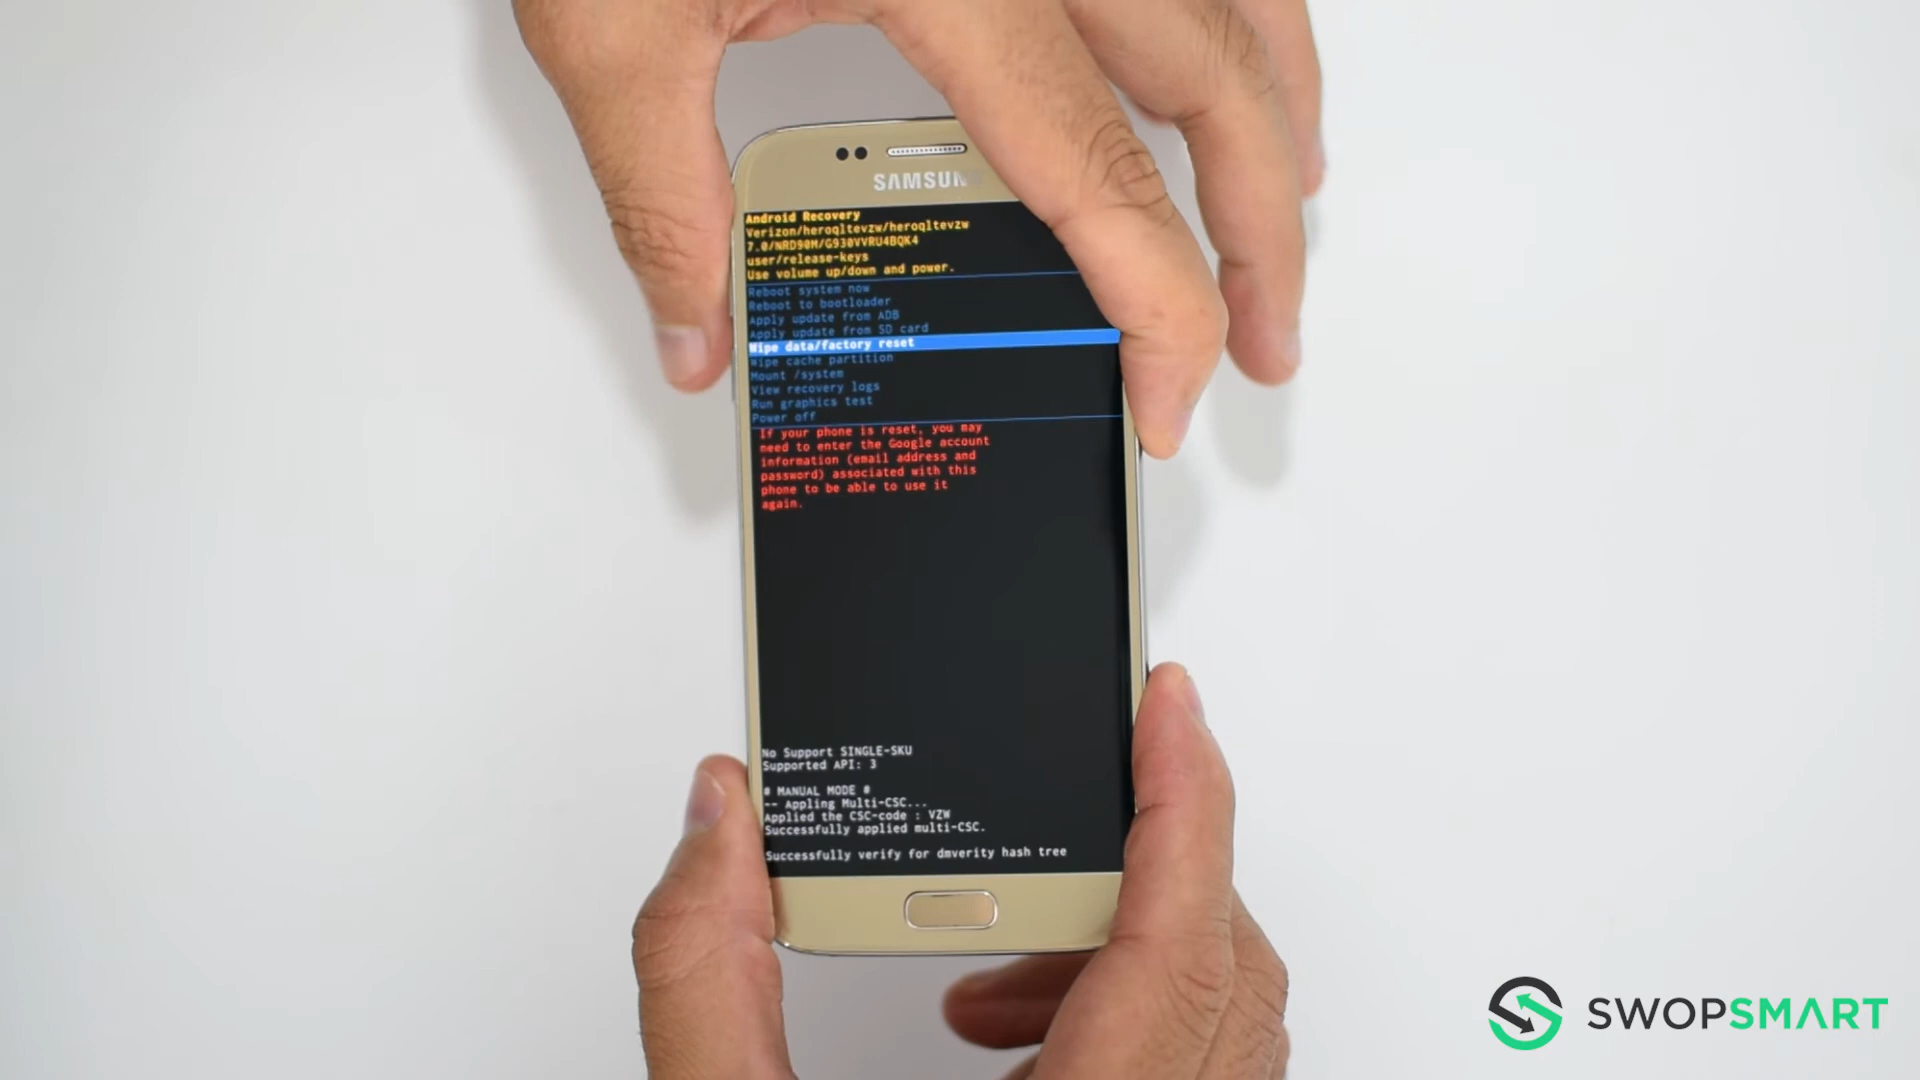 SAMSUN
Android Recovery
Verizon/heroqltevzw/heroqltevzw
7.0/NRD90M/G930VVRU4BQK4
user/release-keys
Use volume up/down and power.
Reboot system now
Reboot to bootloader
Apply update from ADB
Apply update from SD card
Wipe data/factory reset
Wipe cache partition
Mount /system
View recovery logs
Run graphics test
Power off
If your phone is reset, you may
need to enter the Google account
information (email address and
password) associated with this
phone to be able to use it
again.
No Support SINGLE-SKU
Supported API: 3
# MANUAL MODE #
-- Appling Multi-CSC...
Applied the CSC-code : VZW
Successfully applied multi-CSC.
Successfully verify for dmverity hash tree
SWOPSMART